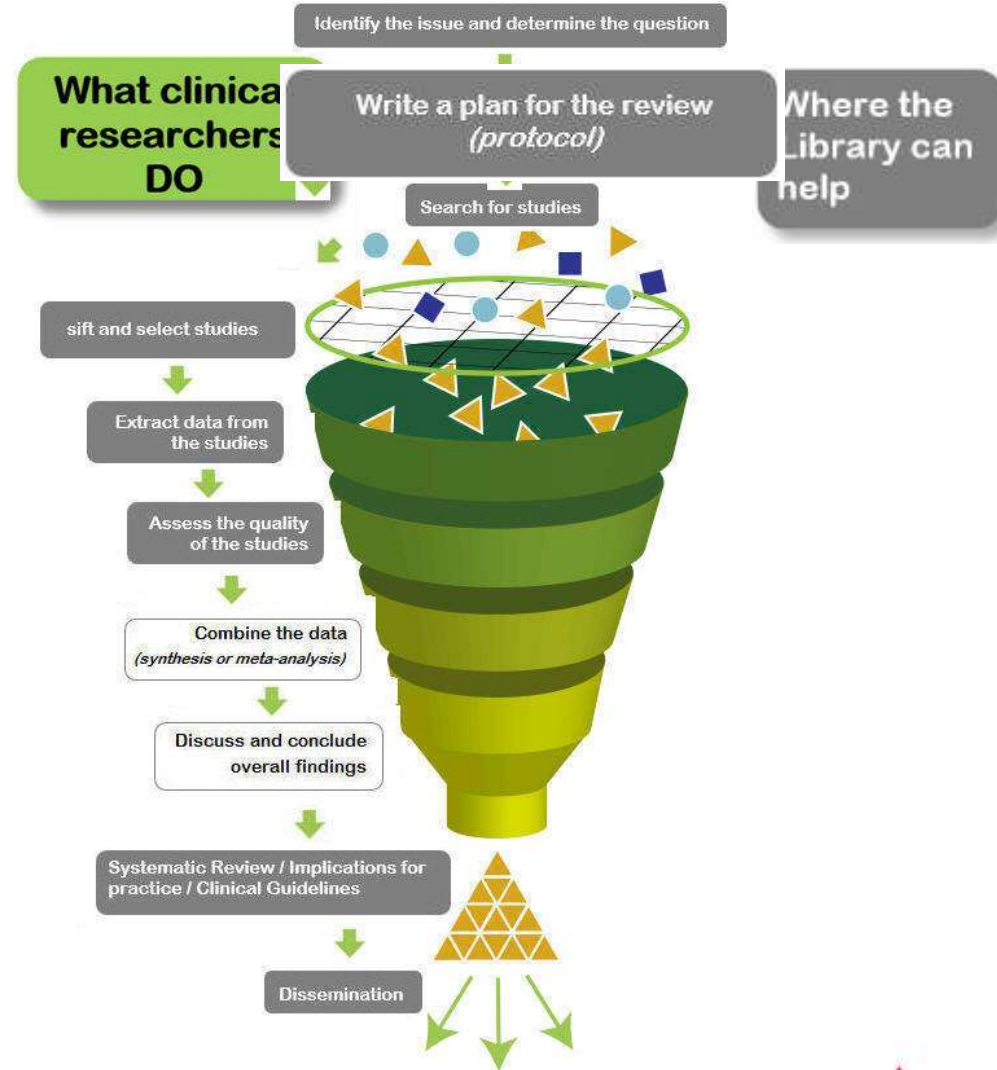 Identify the issue and determine the question
What clinica
researchers
DO
Write a plan for the review
(protocol)
Where the
Library can
help
Search for studies
sift and select studies
Extract data from
the studies
Assess the quality
of the studies
Combine the data
(synthesis or meta-analysis)
Discuss and conclude
overall findings
Systematic Review / Implications for
practice / Clinical Guidelines
Dissemination